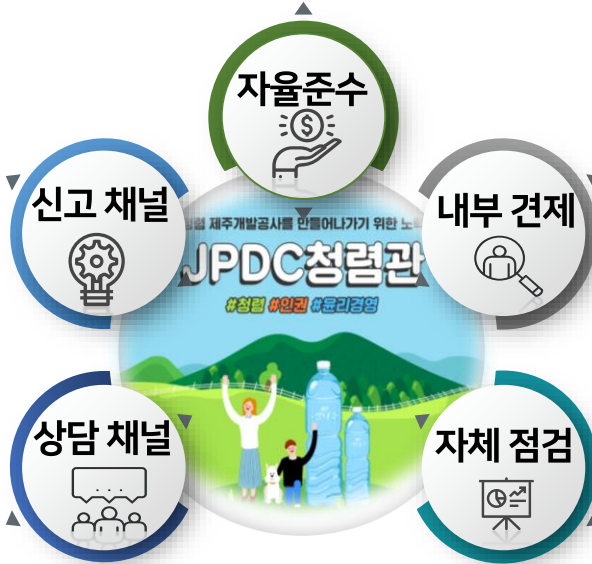 자율준수
신고 채널
내부 견제
제주개발공사를 만들어나가기 위한
JPDC청렴관
#청렴 #인권 #윤리경영
상담 채널
자체 점검